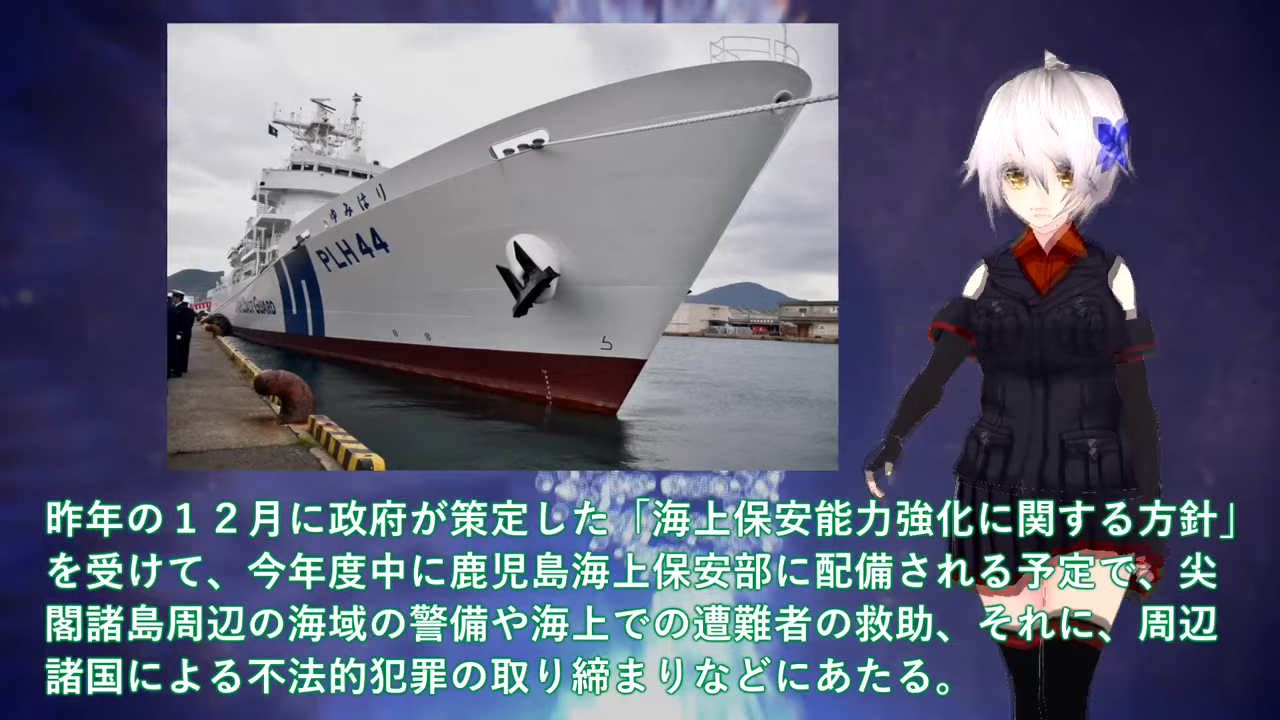 ゆみはり
PLH 44
COAST GUARD
昨年の１２月に政府が策定した「海上保安能力強化に関する方針」
を受けて、今年度中に鹿児島海上保安部に配備される予定で、尖
閣諸島周辺の海域の警備や海上での遭難者の救助、それに、周辺
諸国による不法的犯罪の取り締まりなどにあたる。